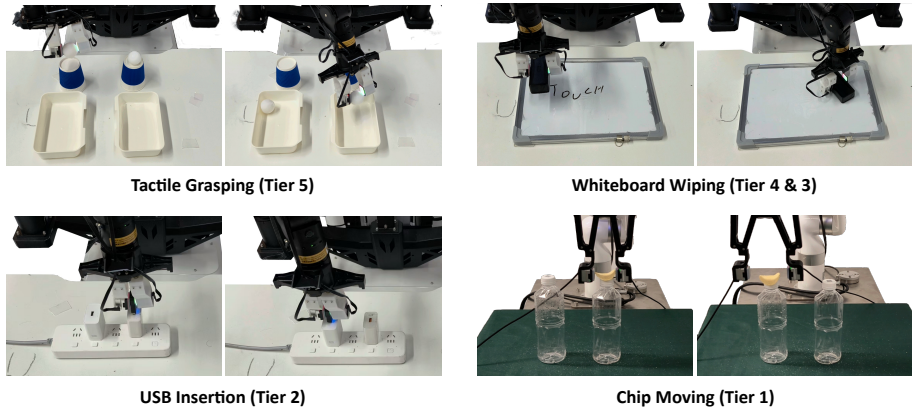 TOUCH
Tactile Grasping (Tier 5)
Whiteboard Wiping (Tier 4 & 3)
USB Insertion (Tier 2)
Chip Moving (Tier 1)